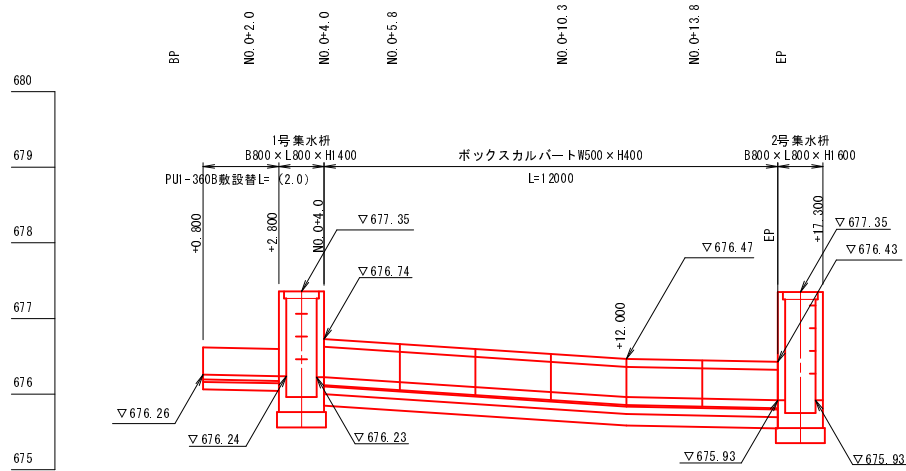 BP
NO.0+2.0
NO.0+4.0
NO.0+5.8
NO.0+10.3
NO.0+13.8
EP
680
679
678
677
676
675
1号集水枡
B800×L800×H1400
ボックスカルバートW500×H400
2号集水枡
B800×L800×H1600
PU1-360B敷設替L=（2.0）
L=12000
+0.800
+2.800
NO.0+4.0
EP
+17.300
+12.000
▽677.35
▽676.74
▽676.47
▽677.35
▽676.43
▽676.26
▽676.24
▽676.23
▽675.93
▽675.93